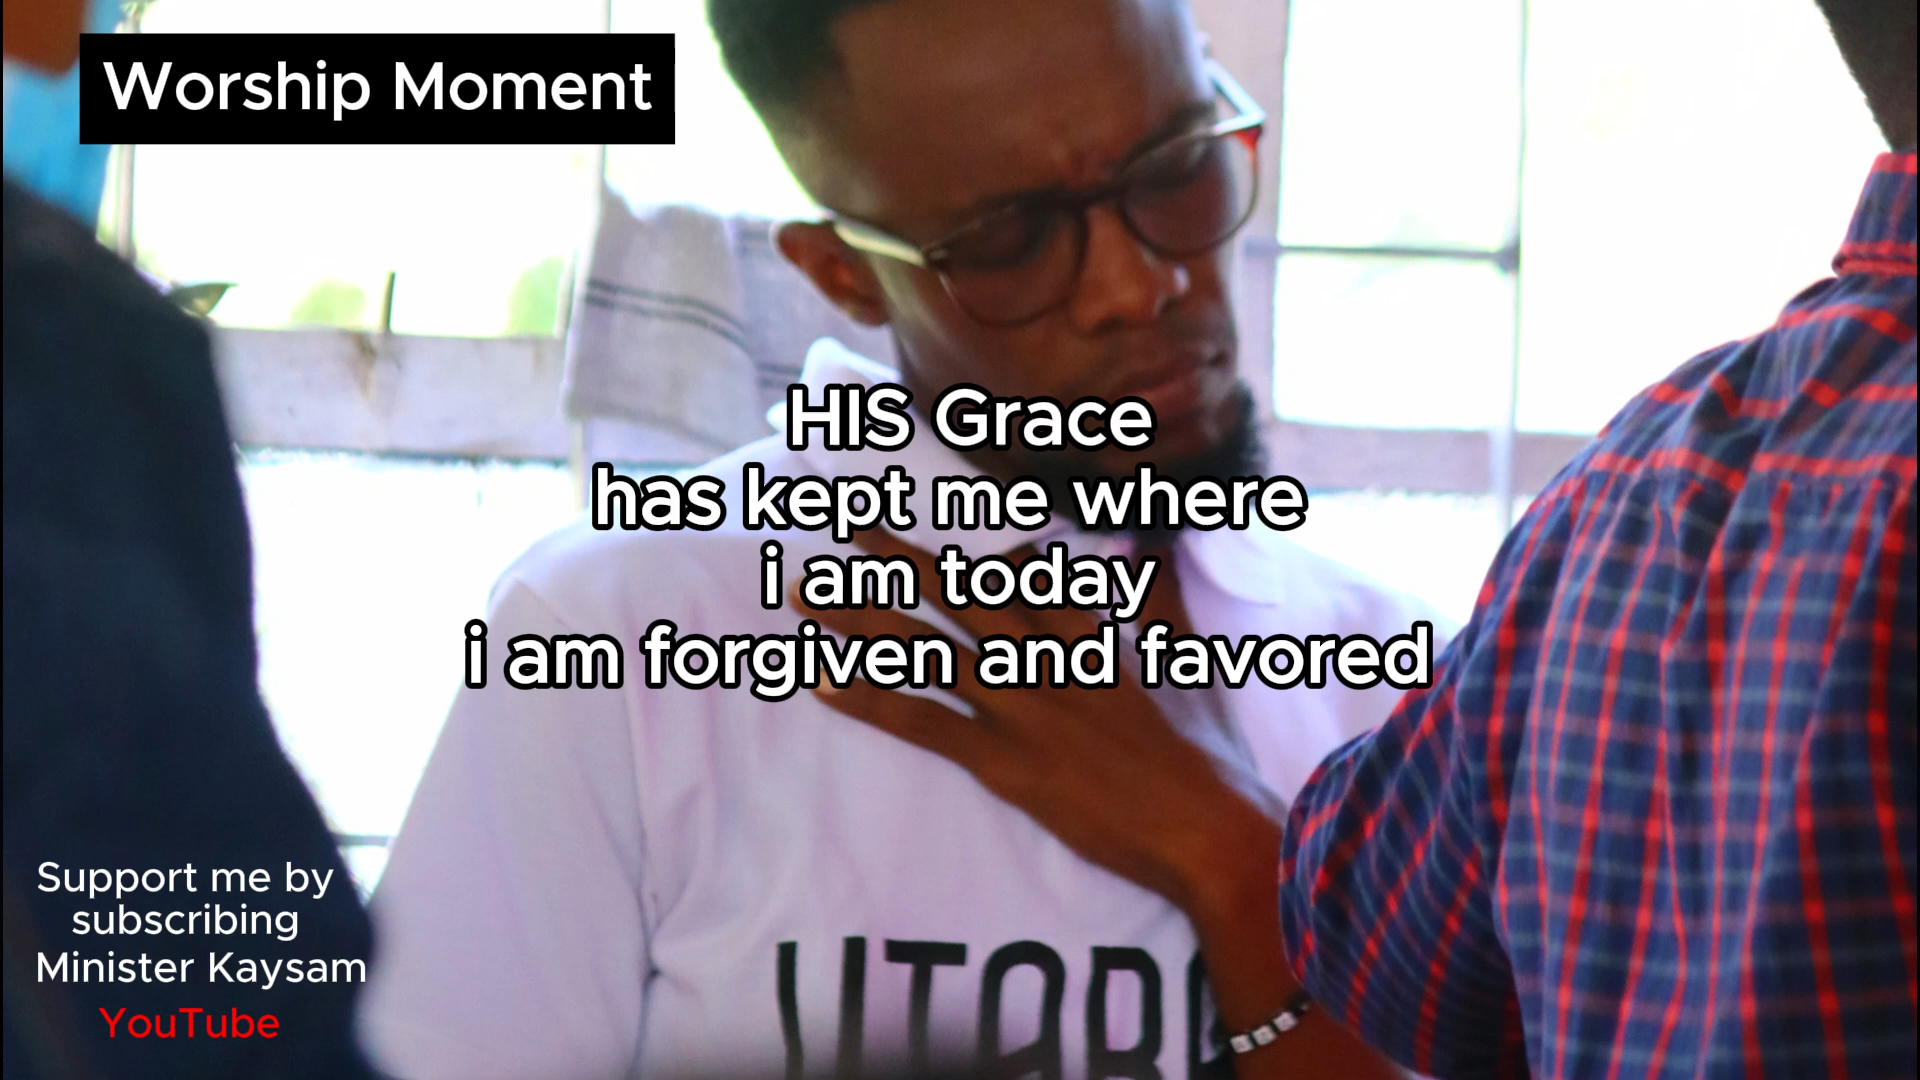 Worship Moment
HIS Grace
has kept me where
i am today
i am forgiven and favored
Support me by
subscribing
Minister Kaysam
YouTube